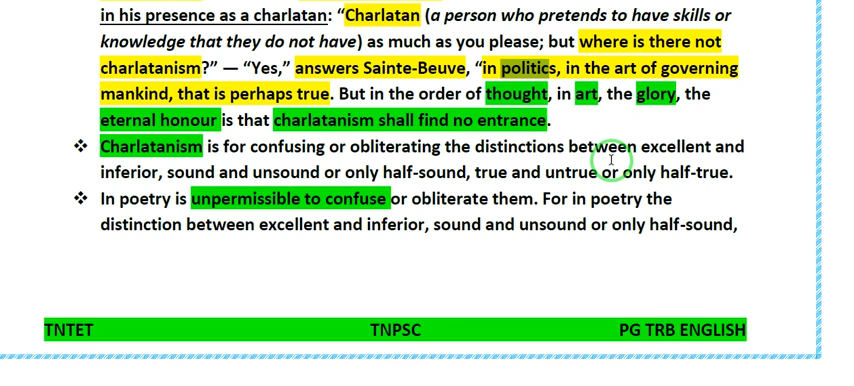 in his presence as a charlatan: “Charlatan (a person who pretends to have skills or
knowledge that they do not have) as much as you please; but where is there not
charlatanism?” — “Yes,” answers Sainte-Beuve, “in politics, in the art of governing
mankind, that is perhaps true. But in the order of thought, in art, the glory, the
eternal honour is that charlatanism shall find no entrance.
❖ Charlatanism is for confusing or obliterating the distinctions between excellent and
inferior, sound and unsound or only half-sound, true and untrue or only half-true.
❖ In poetry is unpermissible to confuse or obliterate them. For in poetry the
distinction between excellent and inferior, sound and unsound or only half-sound,
TNTET TNPSC PG TRB ENGLISH